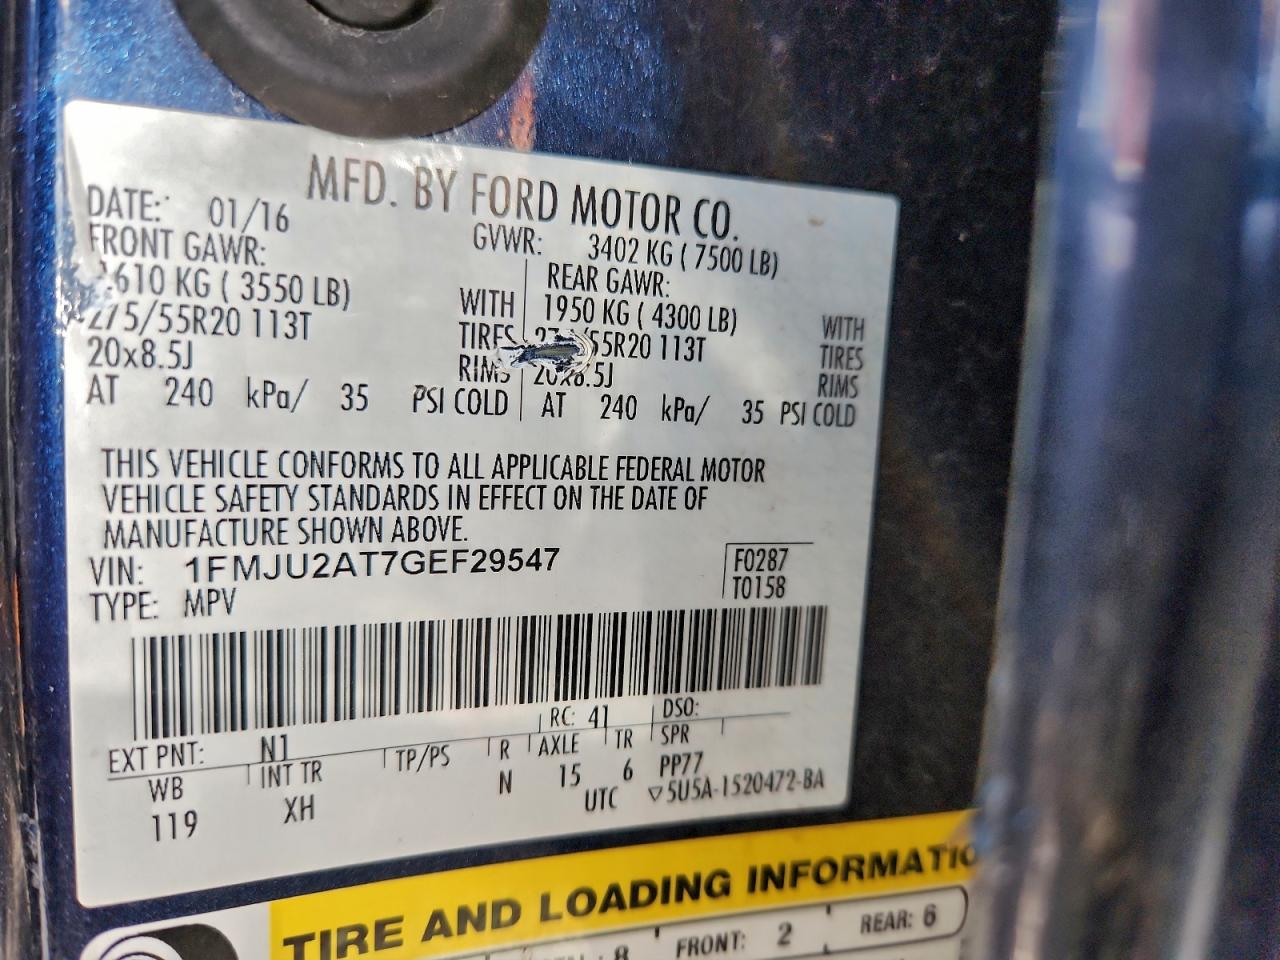 MFD. BY FORD MOTOR CO.
DATE: 01/16 GVWR: 3402 KG ( 7500 LB)
FRONT GAWR: REAR GAWR:
1610 KG ( 3550 LB) WITH 1950 KG ( 4300 LB) WITH
275/55R20 113T TIRES 55R20 113T TIRES
20x8.5J RIMS 20x8.5J RIMS
AT 240 kPa/ 35 PSI COLD AT 240 kPa/ 35 PSI COLD
THIS VEHICLE CONFORMS TO ALL APPLICABLE FEDERAL MOTOR
VEHICLE SAFETY STANDARDS IN EFFECT ON THE DATE OF
MANUFACTURE SHOWN ABOVE.
VIN: 1FMJU2AT7GEF29547 F0287
TYPE: MPV T0158
RC: 41 DSO:
EXT PNT: N1
WB INT TR TP/PS R AXLE TR SPR
119 XH N 15 6 PP77
UTC ▽5U5A-1520472-BA
TIRE AND LOADING INFORMATIO
8 FRONT: 2 REAR: 6